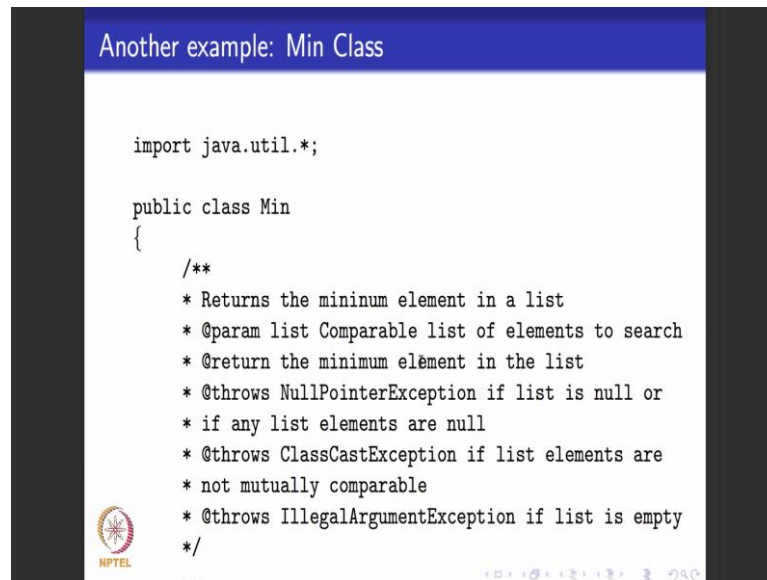 Another example: Min Class
import java.util.*;
public class Min
{
/**
* Returns the mininum element in a list
* @param list Comparable list of elements to search
* @return the minimum element in the list
* @throws NullPointerException if list is null or
* if any list elements are null
* @throws ClassCastException if list elements are
* not mutually comparable
* @throws IllegalArgumentException if list is empty
*/
NPTEL